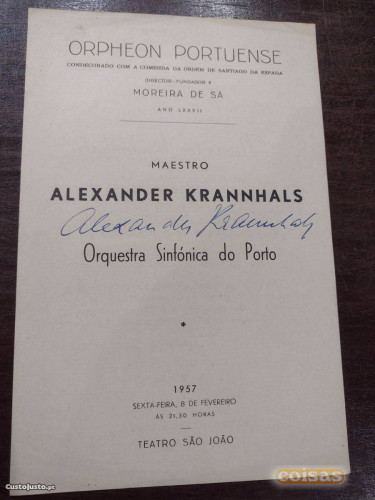 ORPHEON PORTUENSE
CONDECORADO COM A COMENDA DA ORDEM DE SANTIAGO DA ESPADA
DIRECTOR-FUNDADOR †
MOREIRA DE SÁ
ANO LXXVII
MAESTRO
ALEXANDER KRANNHALS
Alexander Krannhals
Orquestra Sinfónica do Porto
*
1957
SEXTA-FEIRA, 8 DE FEVEREIRO
ÀS 21,30 HORAS
TEATRO SÃO JOÃO
CustoJusto.pt
coisas